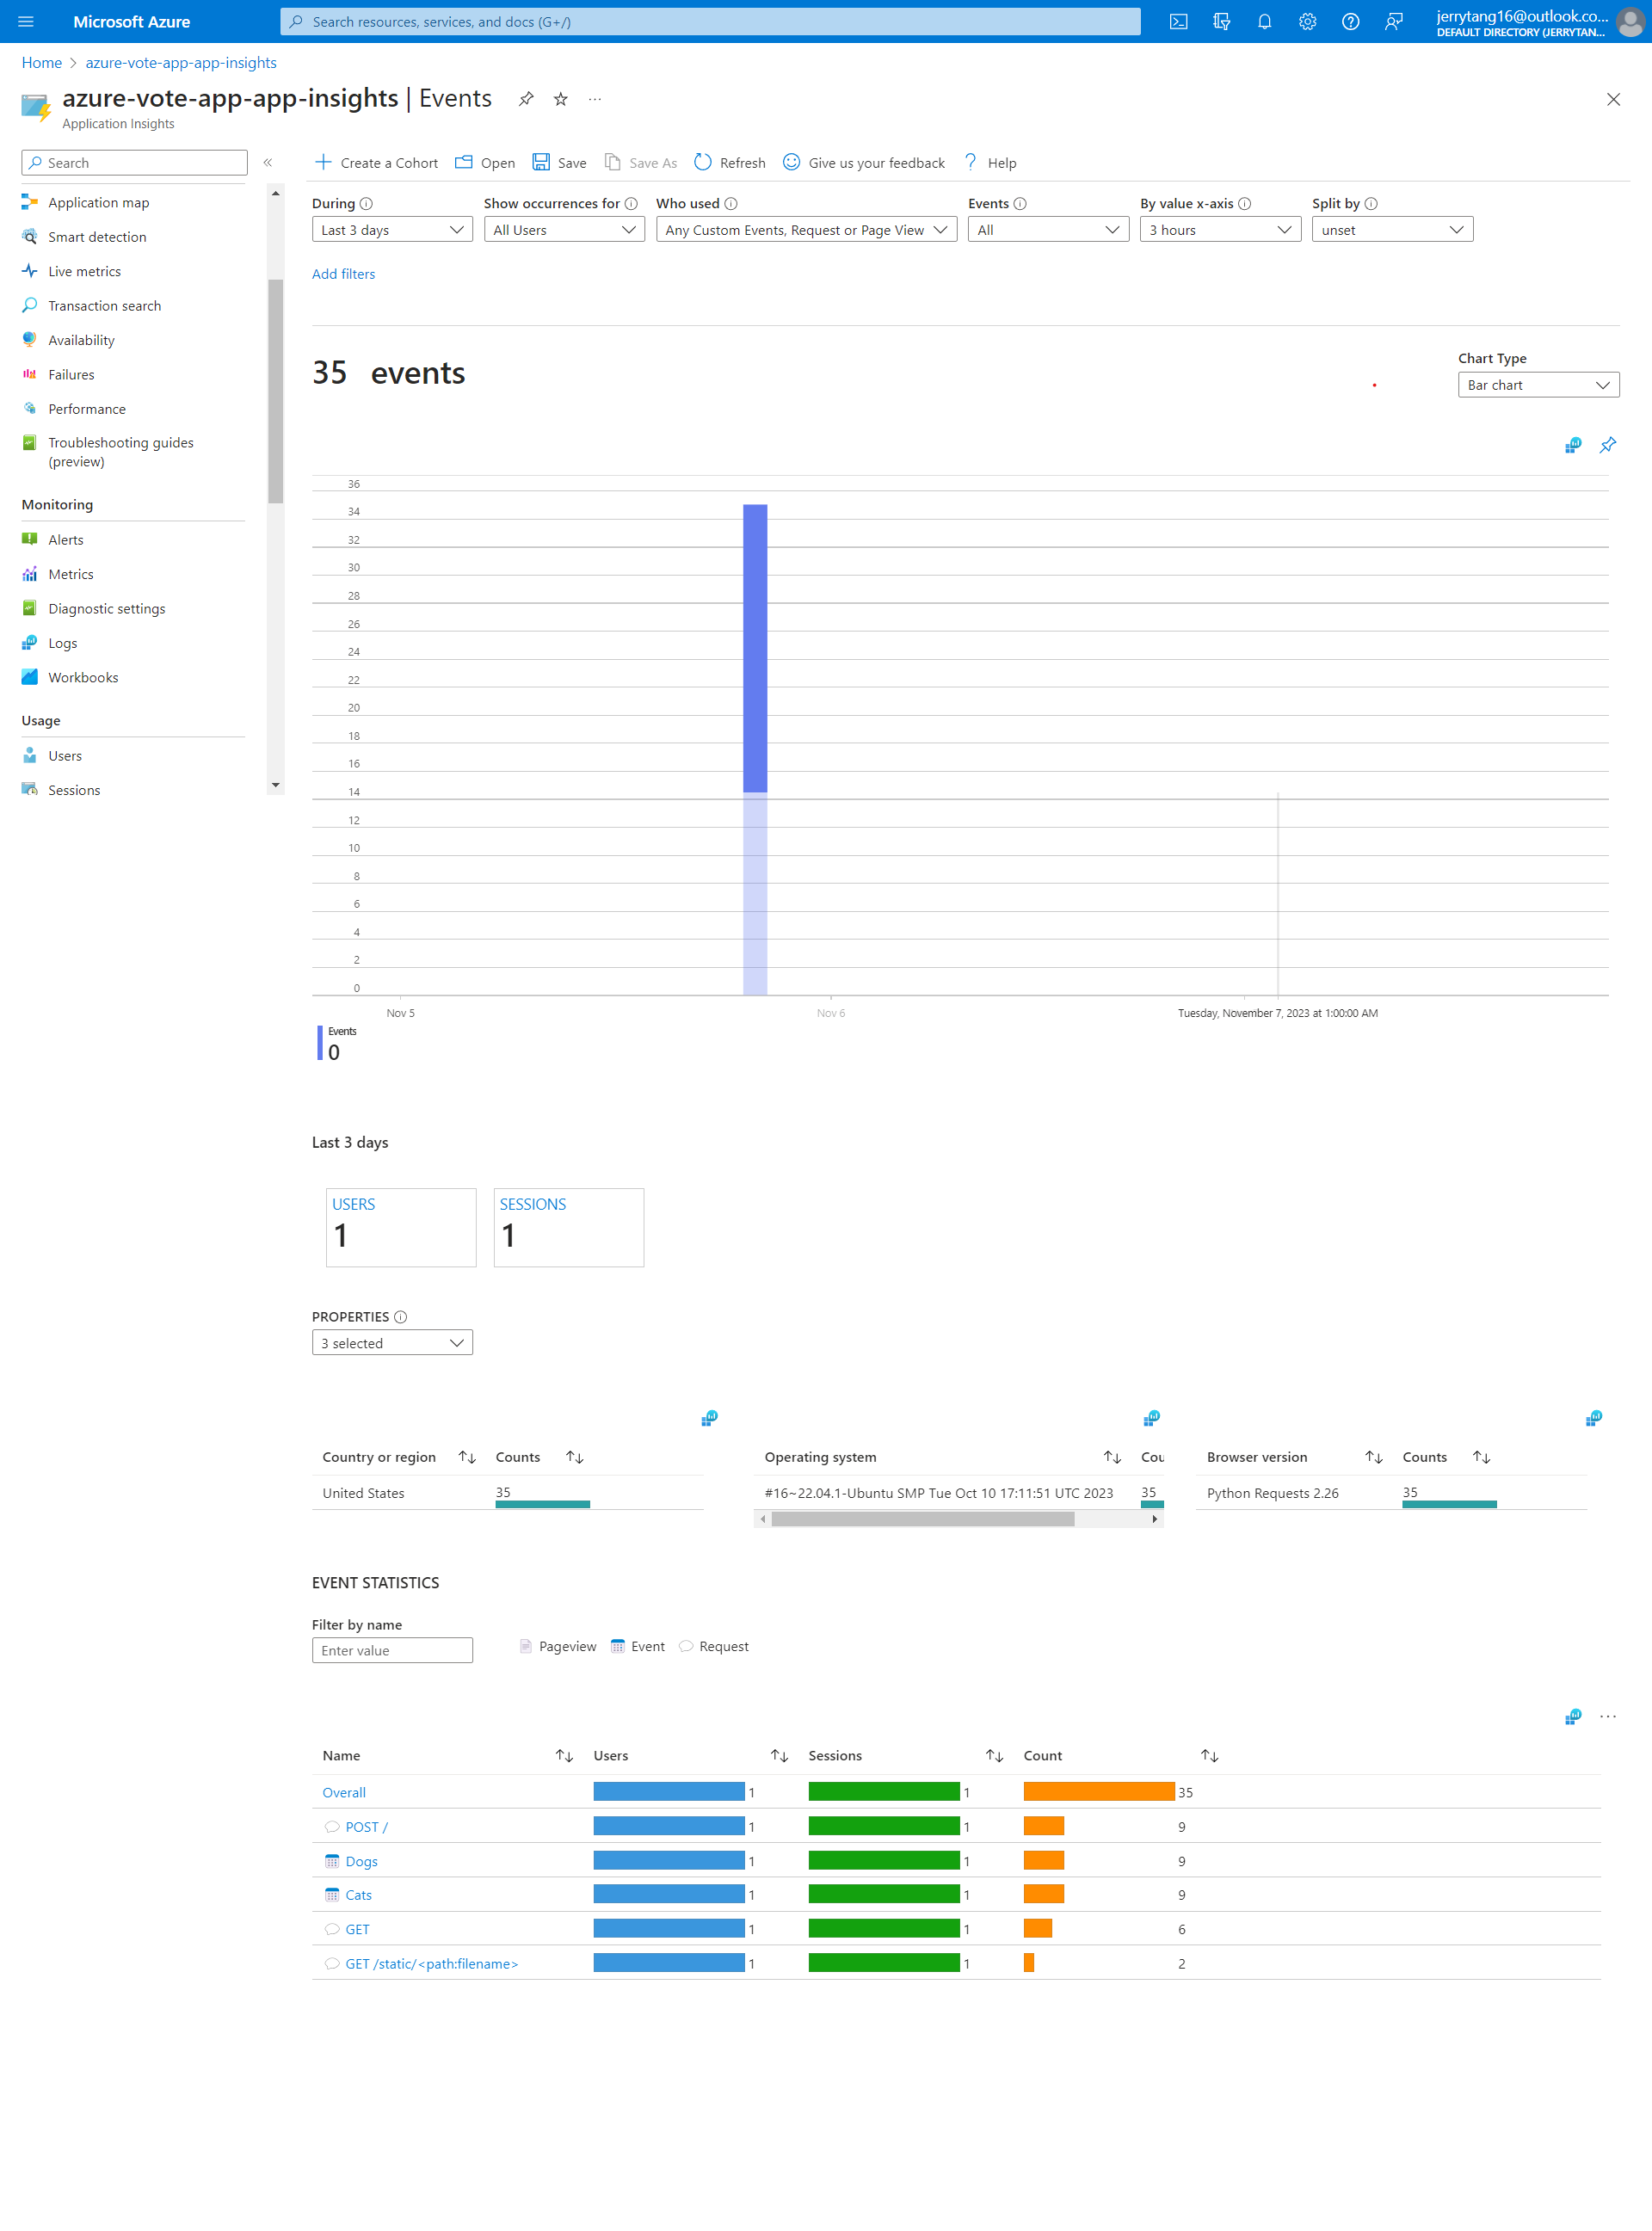 Microsoft Azure
Search resources, services, and docs (G+/)
jerrytang16@outlook.co...
DEFAULT DIRECTORY (JERRYTAN...
Home > azure-vote-app-app-insights
azure-vote-app-app-insights | Events
Application Insights
Search
Create a Cohort Open Save Save As Refresh Give us your feedback Help
Application map
Smart detection
Live metrics
Transaction search
Availability
Failures
Performance
Troubleshooting guides
(preview)
Monitoring
Alerts
Metrics
Diagnostic settings
Logs
Workbooks
Usage
Users
Sessions
During Show occurrences for Who used Events By value x-axis Split by
Last 3 days All Users Any Custom Events, Request or Page View All 3 hours unset
Add filters
35 events
Chart Type
Bar chart
36
34
32
30
28
26
24
22
20
18
16
14
12
10
8
6
4
2
0
Nov 5 Nov 6 Tuesday, November 7, 2023 at 1:00:00 AM
Events
0
Last 3 days
USERS
1
SESSIONS
1
PROPERTIES
3 selected
Country or region Counts
United States 35
Operating system Cou
#16~22.04.1-Ubuntu SMP Tue Oct 10 17:11:51 UTC 2023 35
Browser version Counts
Python Requests 2.26 35
EVENT STATISTICS
Filter by name
Enter value
Pageview Event Request
Name Users Sessions Count
Overall 1 1 35
POST / 1 1 9
Dogs 1 1 9
Cats 1 1 9
GET 1 1 6
GET /static/<path:filename> 1 1 2